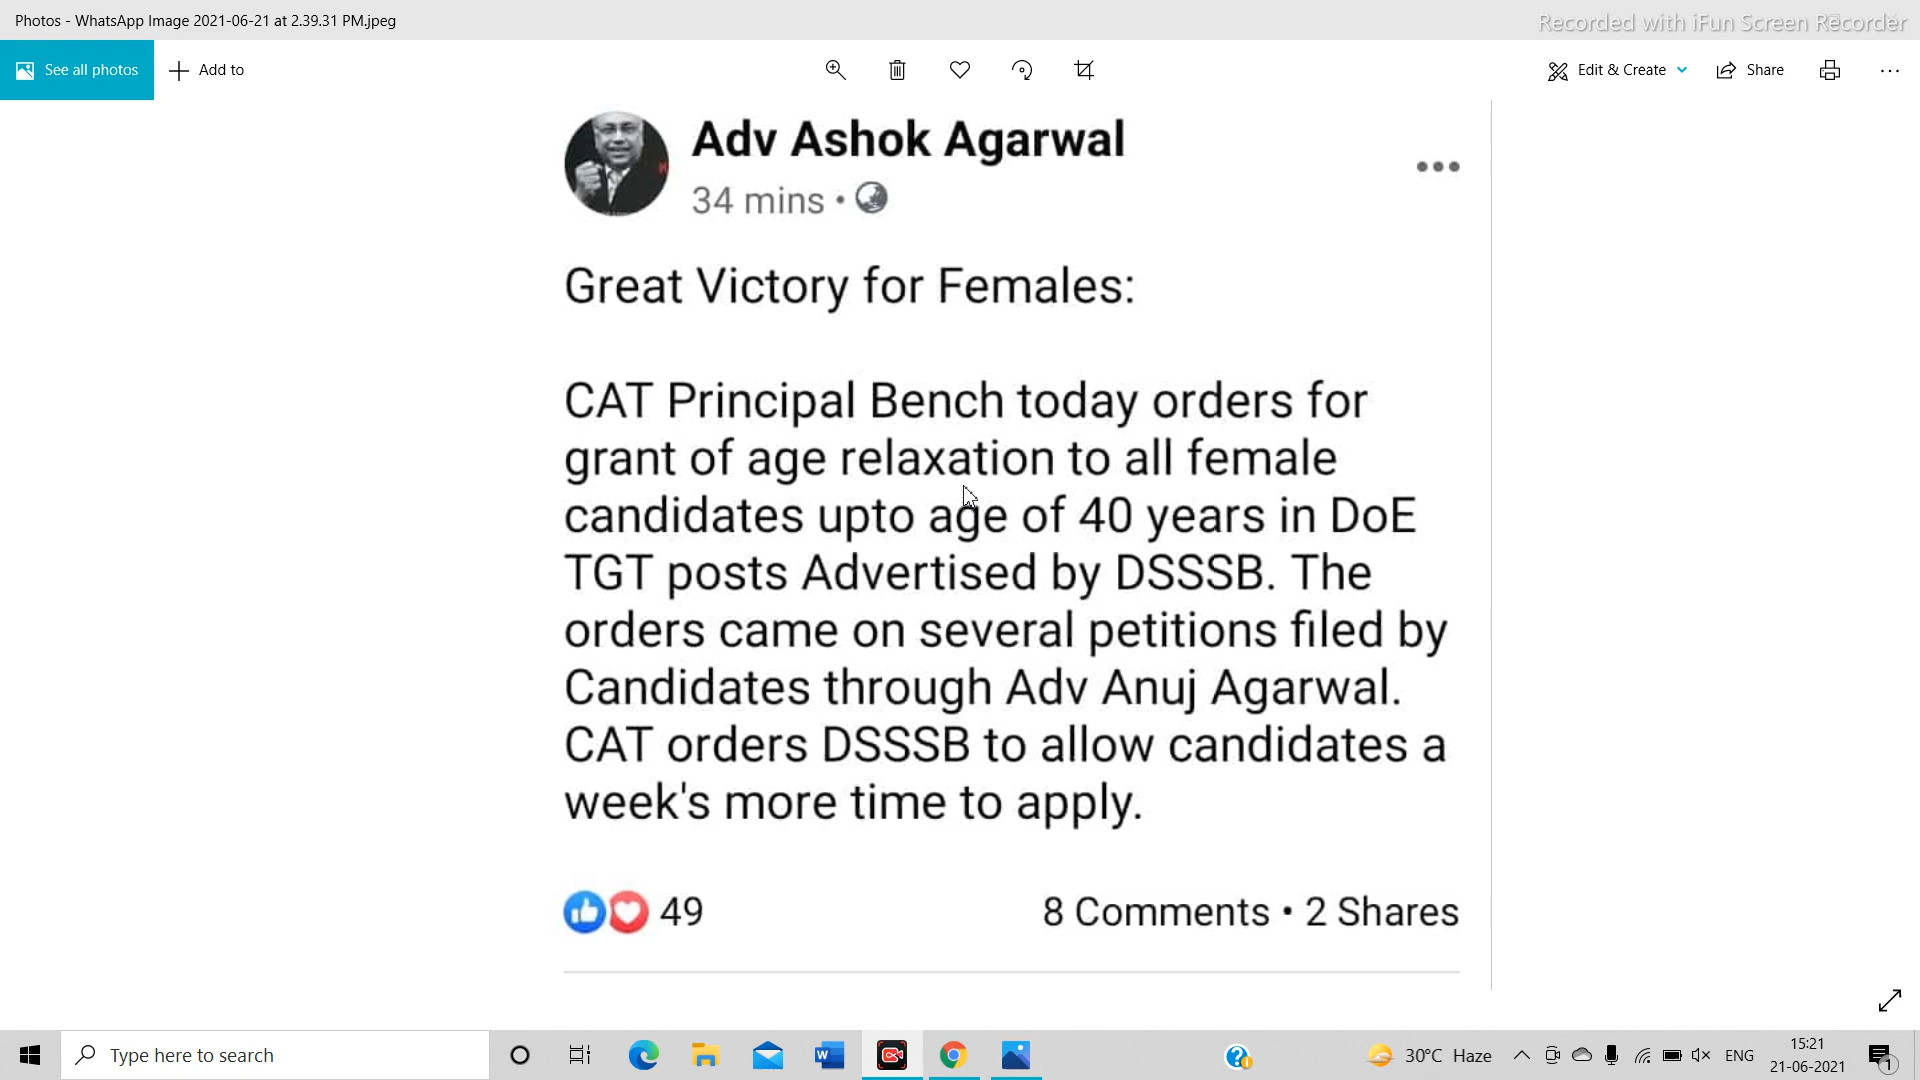 Photos - WhatsApp Image 2021-06-21 at 2.39.31 PM.jpeg
Recorded with iFun Screen Recorder
See all photos
Add to
Edit & Create
Share
Adv Ashok Agarwal
34 mins •
Great Victory for Females:
CAT Principal Bench today orders for
grant of age relaxation to all female
candidates upto age of 40 years in DoE
TGT posts Advertised by DSSSB. The
orders came on several petitions filed by
Candidates through Adv Anuj Agarwal.
CAT orders DSSSB to allow candidates a
week's more time to apply.
49
8 Comments • 2 Shares
Type here to search
30°C Haze
ENG
15:21
21-06-2021
1